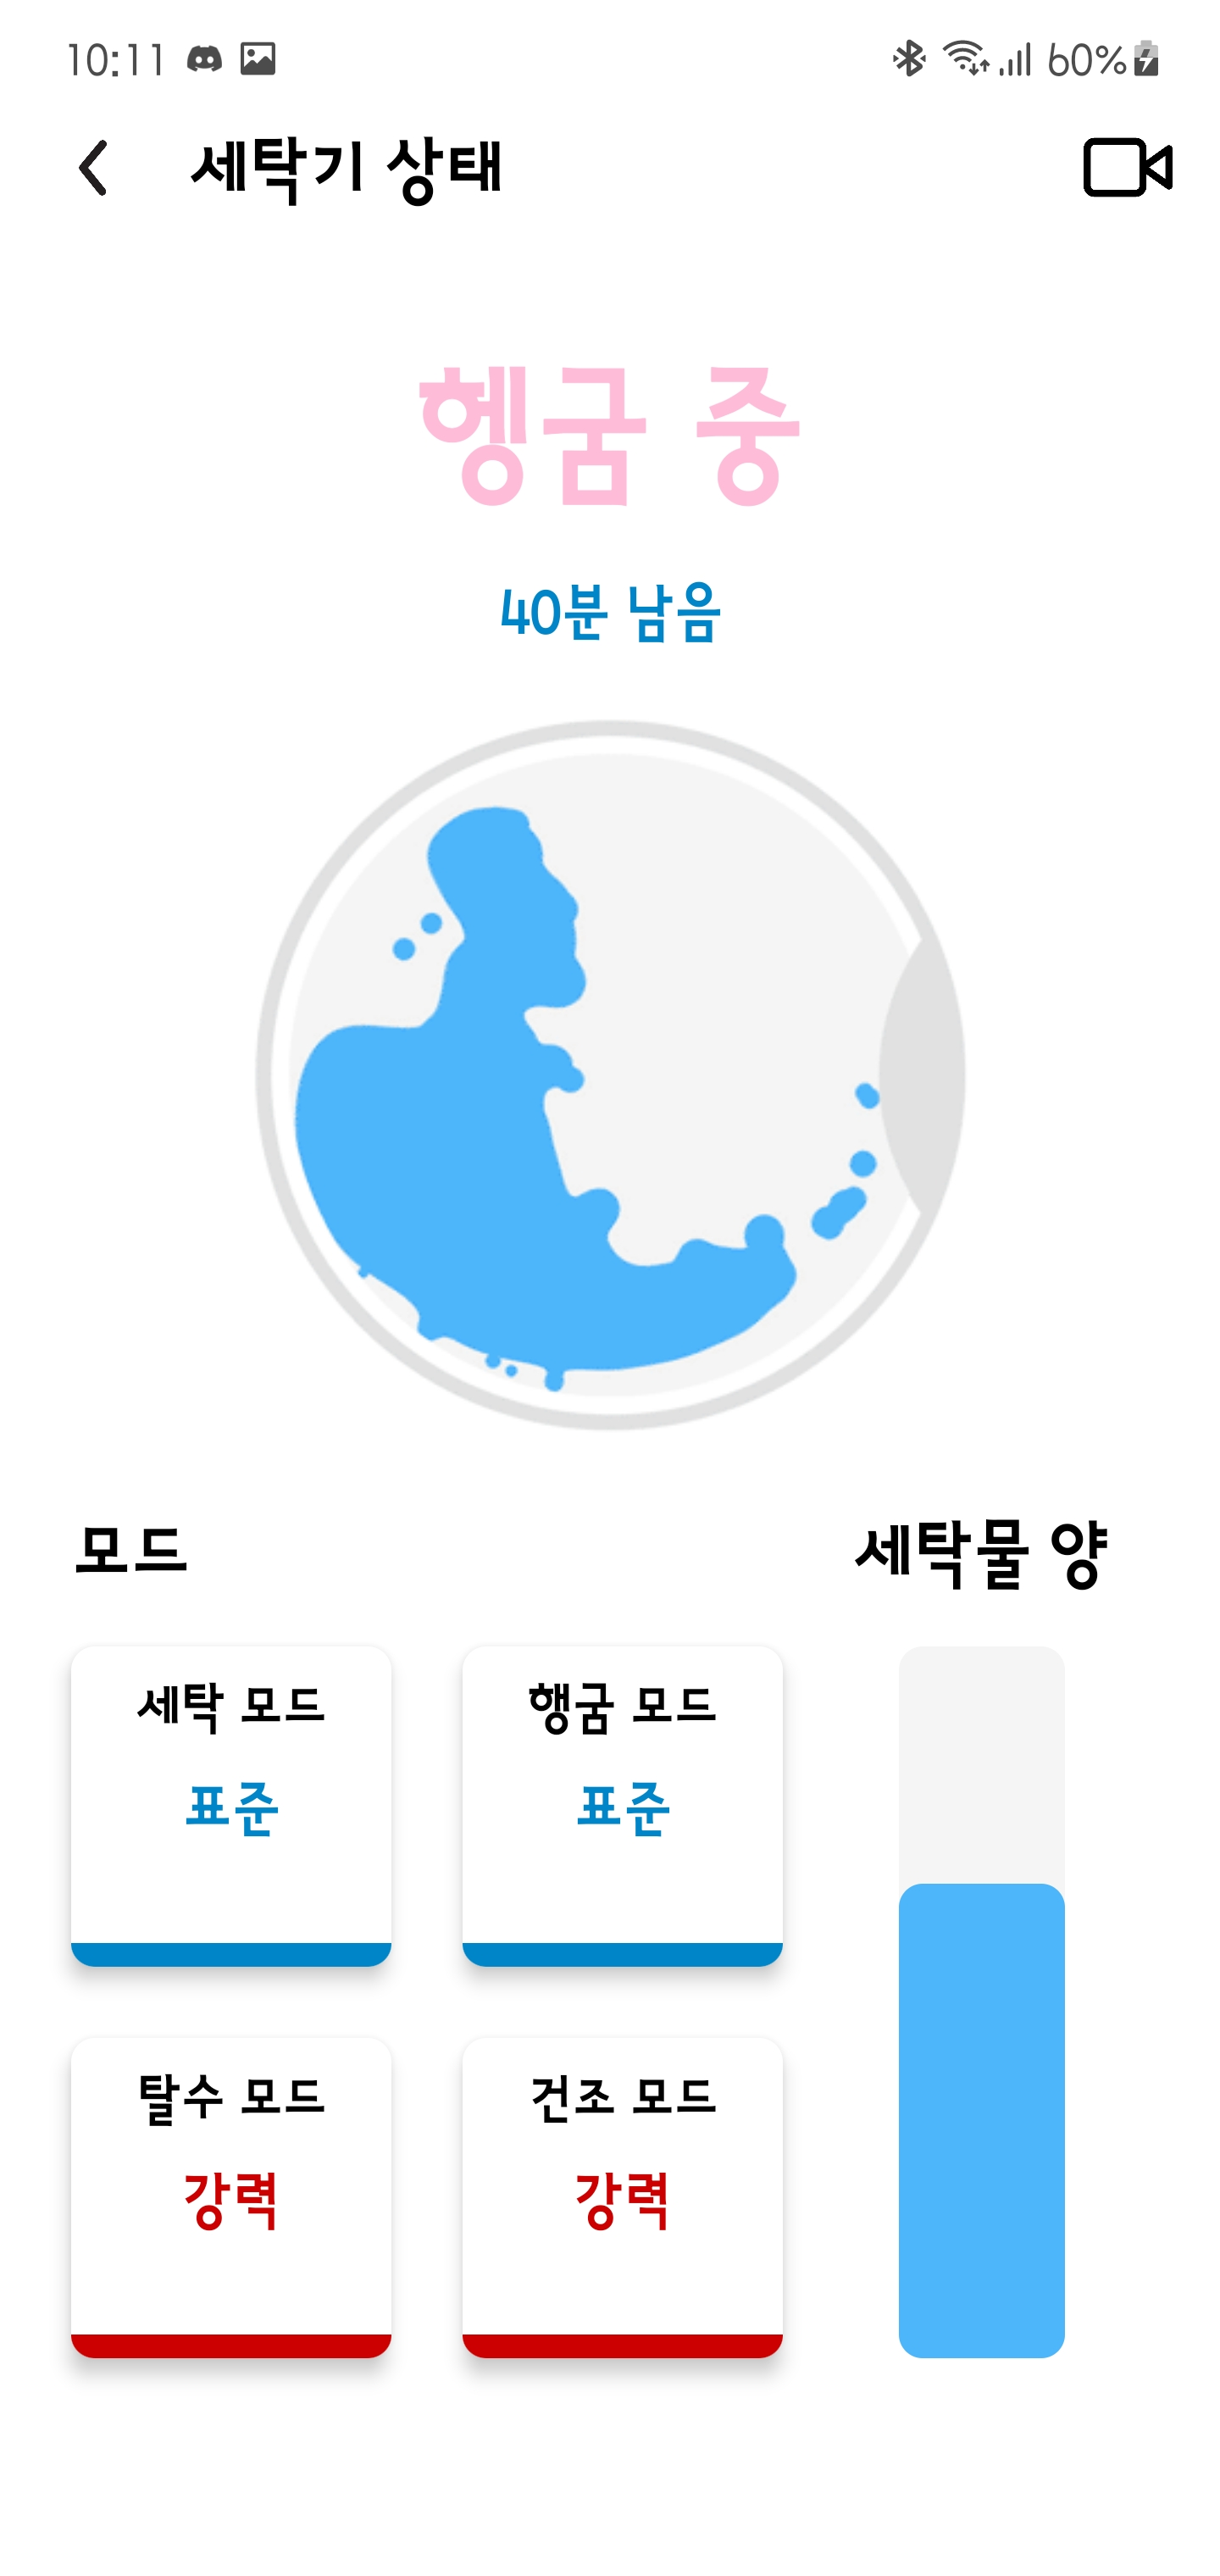 10:11 60%
세탁기 상태
헹굼 중
40분 남음
모드
세탁물 양
세탁 모드
표준
행굼 모드
표준
탈수 모드
강력
건조 모드
강력